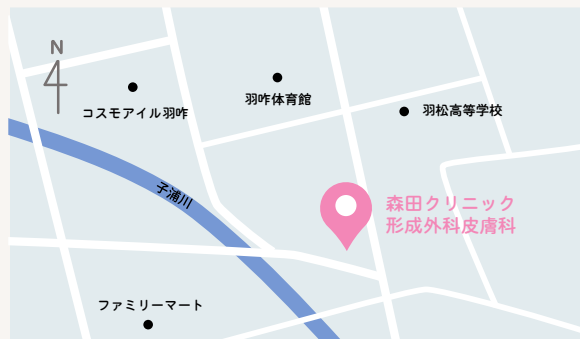 N
コスモアイル羽咋
羽咋体育館
羽松高等学校
子浦川
森田クリニック
形成外科皮膚科
ファミリーマート